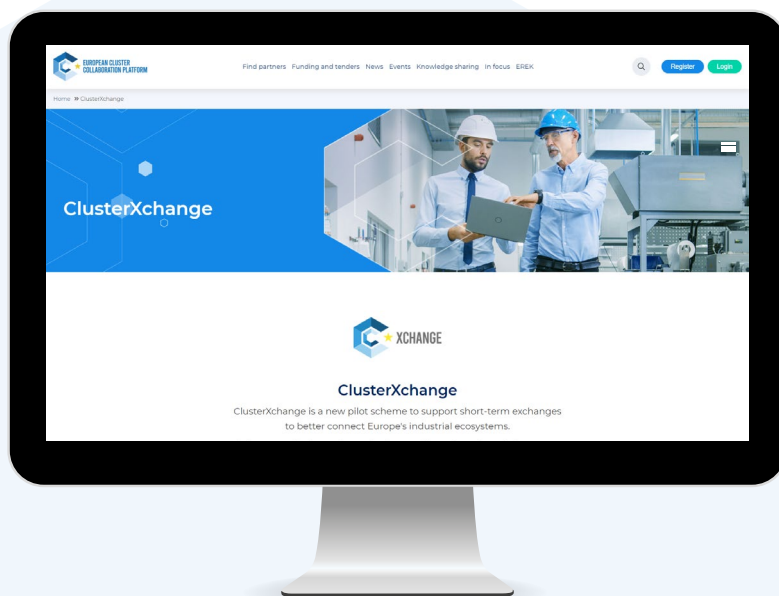 EUROPEAN CLUSTER
COLLABORATION PLATFORM
Find partners Funding and tenders News Events Knowledge sharing In focus EREK
Register
Login
Home » ClusterXchange
ClusterXchange
XCHANGE
ClusterXchange
ClusterXchange is a new pilot scheme to support short-term exchanges
to better connect Europe's industrial ecosystems.